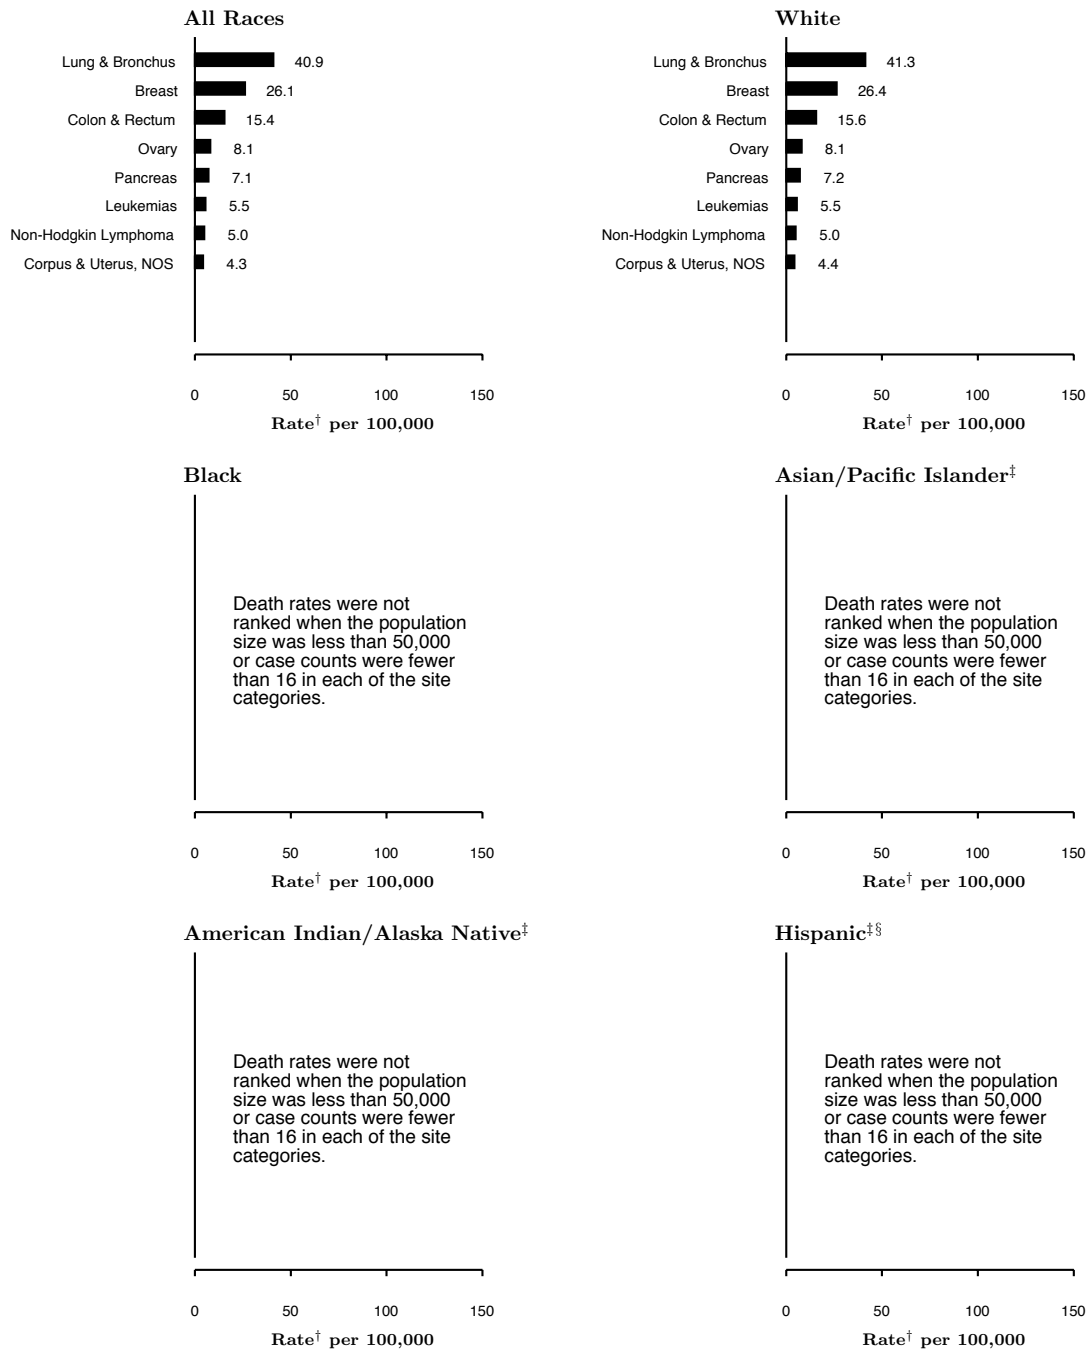 All Races
Lung & Bronchus 40.9
Breast 26.1
Colon & Rectum 15.4
Ovary 8.1
Pancreas 7.1
Leukemias 5.5
Non-Hodgkin Lymphoma 5.0
Corpus & Uterus, NOS 4.3
0 50 100 150
Rate† per 100,000
White
Lung & Bronchus 41.3
Breast 26.4
Colon & Rectum 15.6
Ovary 8.1
Pancreas 7.2
Leukemias 5.5
Non-Hodgkin Lymphoma 5.0
Corpus & Uterus, NOS 4.4
0 50 100 150
Rate† per 100,000
Black
Death rates were not
ranked when the population
size was less than 50,000
or case counts were fewer
than 16 in each of the site
categories.
0 50 100 150
Rate† per 100,000
Asian/Pacific Islander‡
Death rates were not
ranked when the population
size was less than 50,000
or case counts were fewer
than 16 in each of the site
categories.
0 50 100 150
Rate† per 100,000
American Indian/Alaska Native‡
Death rates were not
ranked when the population
size was less than 50,000
or case counts were fewer
than 16 in each of the site
categories.
0 50 100 150
Rate† per 100,000
Hispanic‡§
Death rates were not
ranked when the population
size was less than 50,000
or case counts were fewer
than 16 in each of the site
categories.
0 50 100 150
Rate† per 100,000